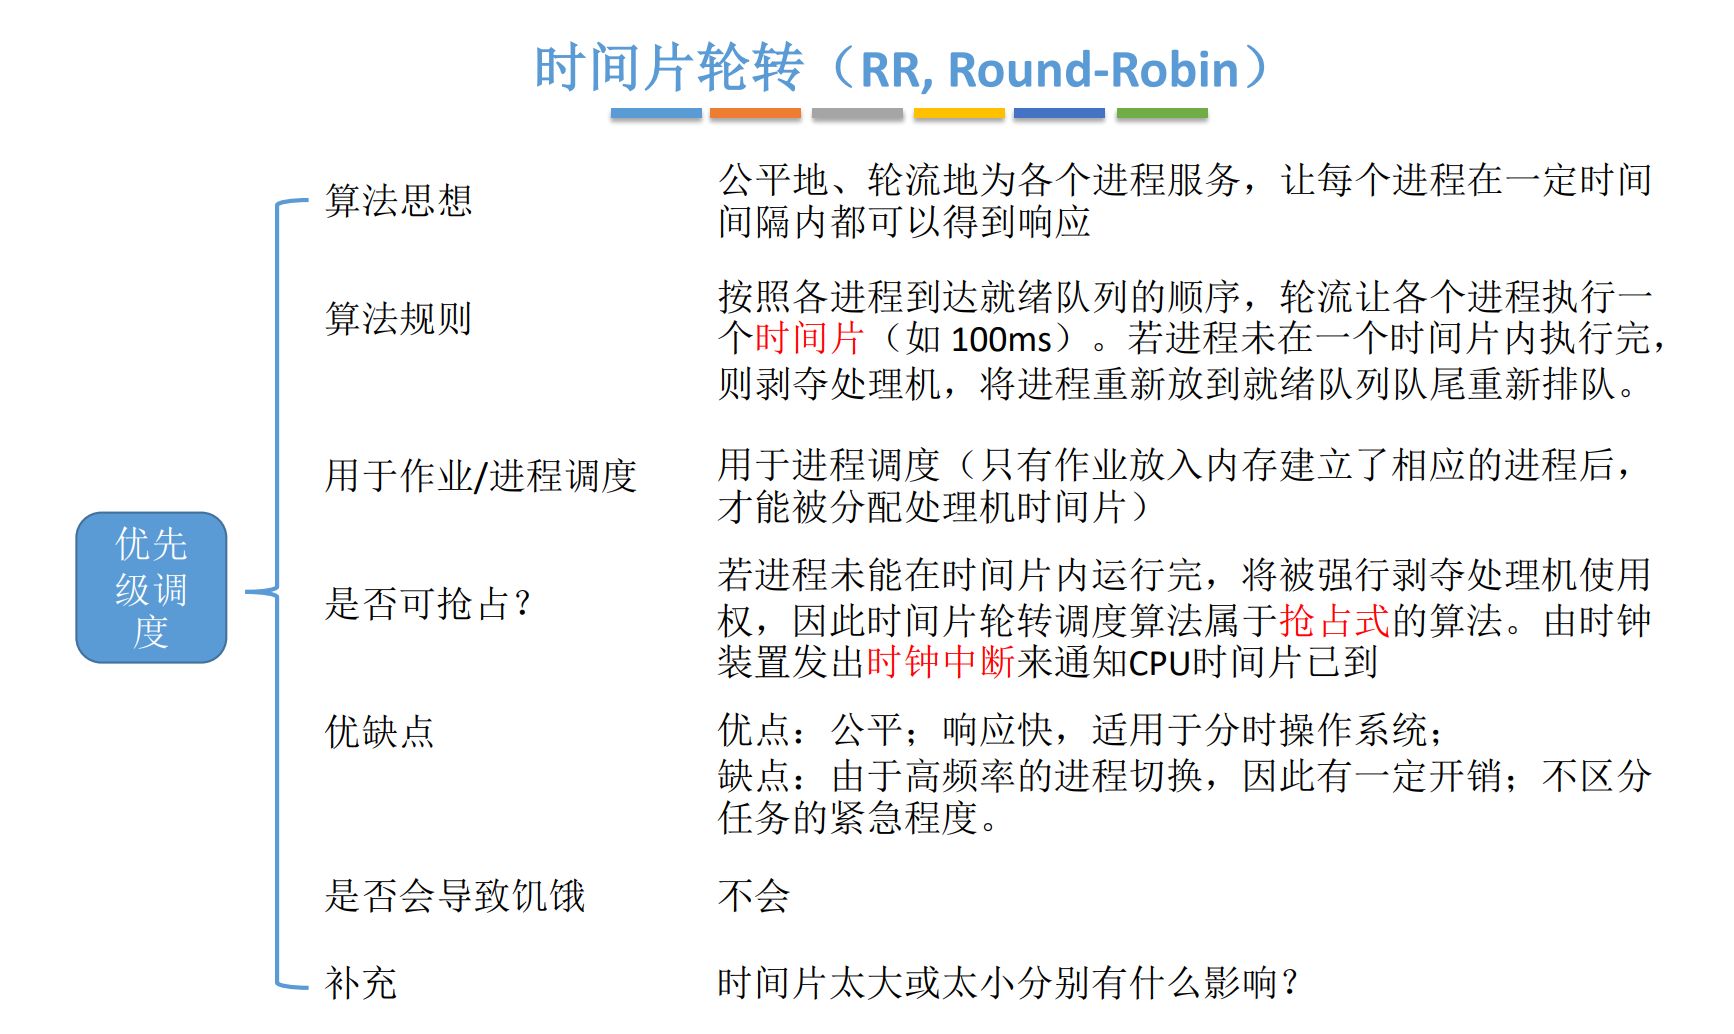 时间片轮转（RR, Round-Robin）
算法思想
公平地、轮流地为各个进程服务，让每个进程在一定时间
间隔内都可以得到响应
算法规则
按照各进程到达就绪队列的顺序，轮流让各个进程执行一
个时间片（如 100ms）。若进程未在一个时间片内执行完，
则剥夺处理机，将进程重新放到就绪队列队尾重新排队。
用于作业/进程调度
用于进程调度（只有作业放入内存建立了相应的进程后，
才能被分配处理机时间片）
优先
级调
度
是否可抢占？
若进程未能在时间片内运行完，将被强行剥夺处理机使用
权，因此时间片轮转调度算法属于抢占式的算法。由时钟
装置发出时钟中断来通知CPU时间片已到
优缺点
优点：公平；响应快，适用于分时操作系统；
缺点：由于高频率的进程切换，因此有一定开销；不区分
任务的紧急程度。
是否会导致饥饿
不会
补充
时间片太大或太小分别有什么影响？